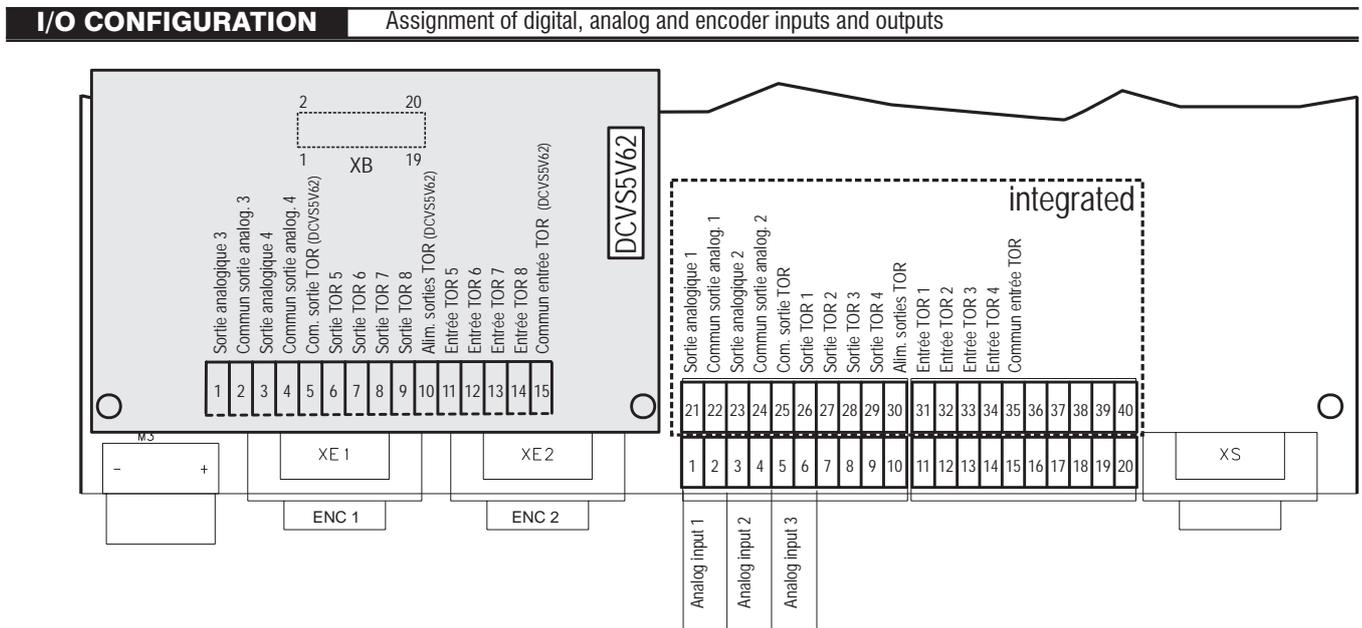 I/O CONFIGURATION Assignment of digital, analog and encoder inputs and outputs
2 20
1 19
XB
DCVS5V62
Sortie analogique 3
Commun sortie analog. 3
Sortie analogique 4
Commun sortie analog. 4
Com. sortie TOR (DCVS5V62)
Sortie TOR 5
Sortie TOR 6
Sortie TOR 7
Sortie TOR 8
Alim. sorties TOR (DCVS5V62)
Entrée TOR 5
Entrée TOR 6
Entrée TOR 7
Entrée TOR 8
Commun entrée TOR (DCVS5V62)
1 2 3 4 5 6 7 8 9 10 11 12 13 14 15
integrated
Sortie analogique 1
Commun sortie analog. 1
Sortie analogique 2
Commun sortie analog. 2
Com. sortie TOR
Sortie TOR 1
Sortie TOR 2
Sortie TOR 3
Sortie TOR 4
Alim. sorties TOR
Entrée TOR 1
Entrée TOR 2
Entrée TOR 3
Entrée TOR 4
Commun entrée TOR
21 22 23 24 25 26 27 28 29 30 31 32 33 34 35 36 37 38 39 40
1 2 3 4 5 6 7 8 9 10 11 12 13 14 15 16 17 18 19 20
M3
- +
XE1
XE2
XS
ENC 1
ENC 2
Analog input 1
Analog input 2
Analog input 3